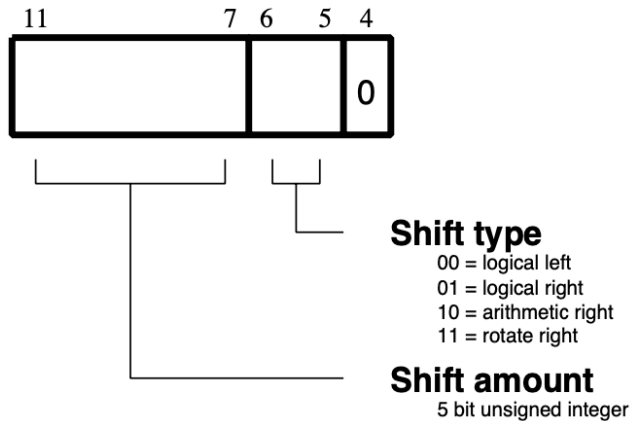 11 7 6 5 4
0
Shift type
00 = logical left
01 = logical right
10 = arithmetic right
11 = rotate right
Shift amount
5 bit unsigned integer